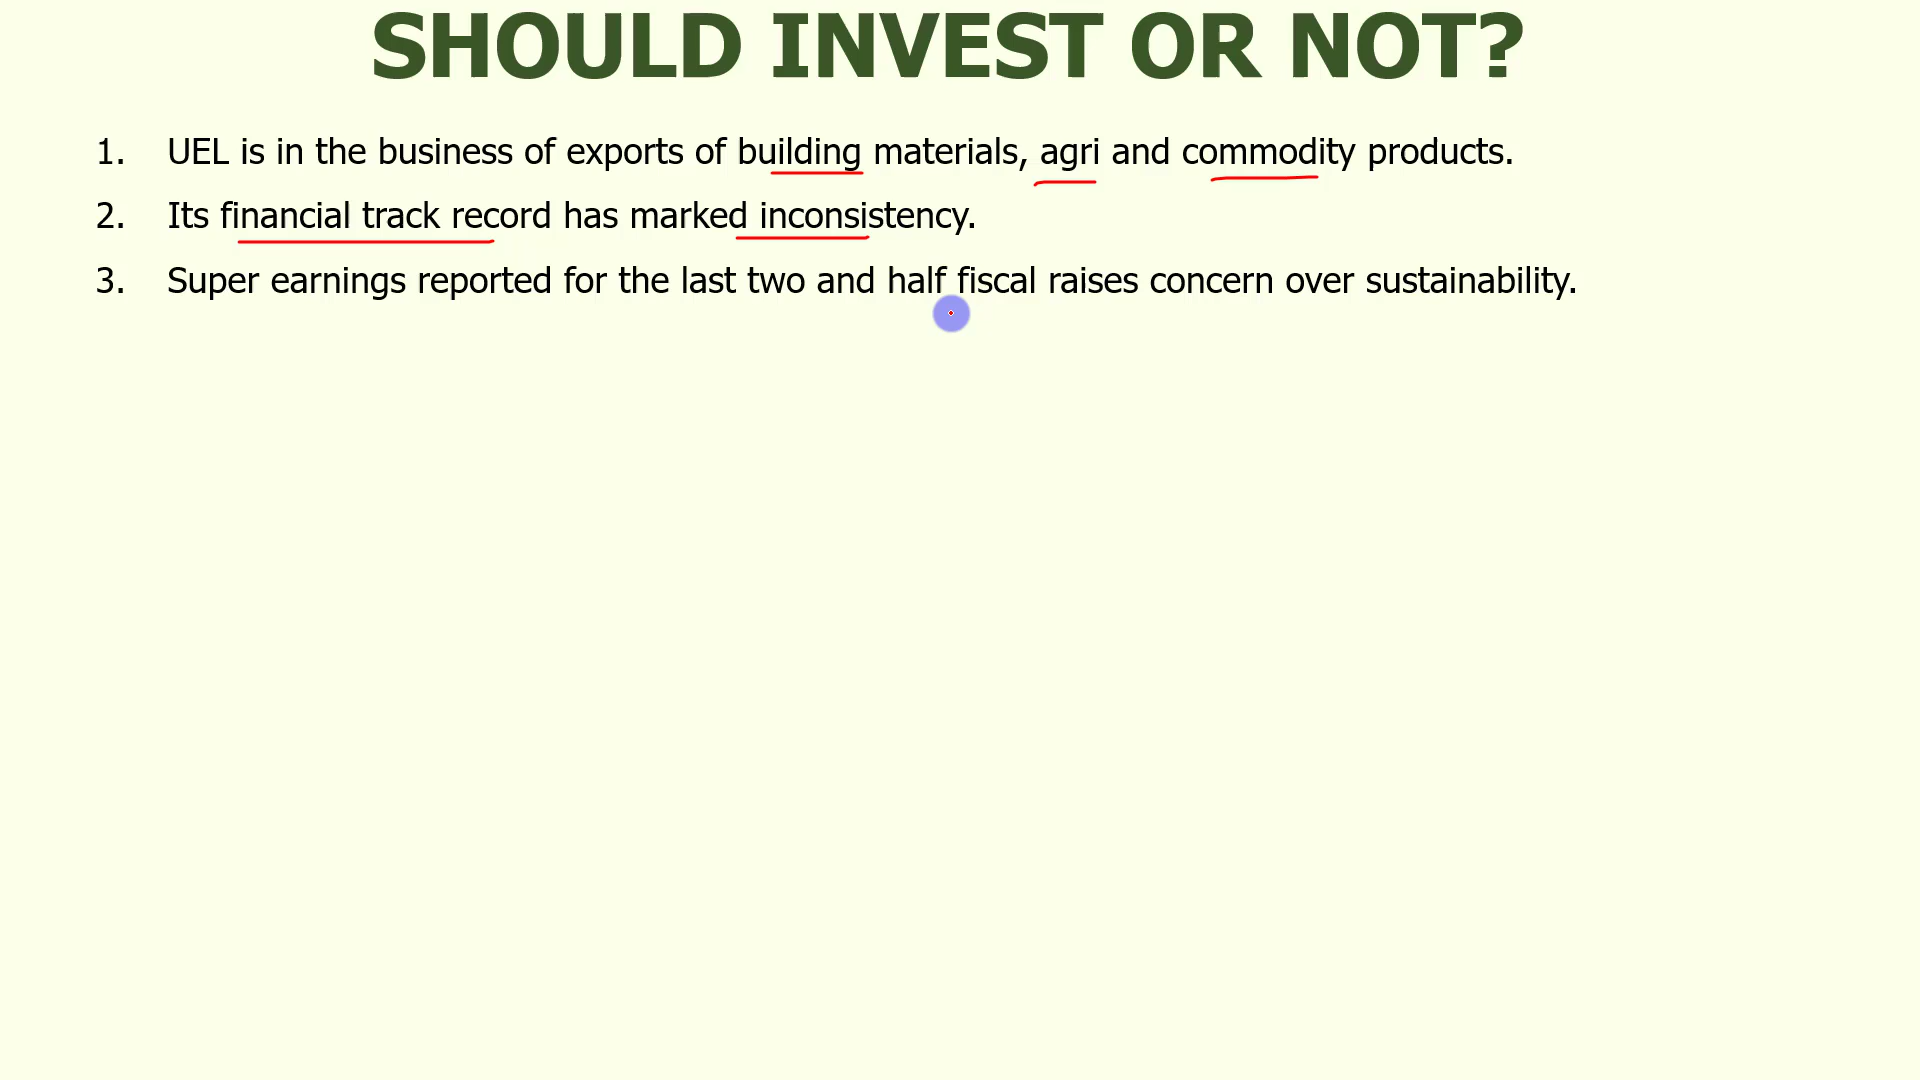 SHOULD INVEST OR NOT?
1. UEL is in the business of exports of building materials, agri and commodity products.
2. Its financial track record has marked inconsistency.
3. Super earnings reported for the last two and half fiscal raises concern over sustainability.